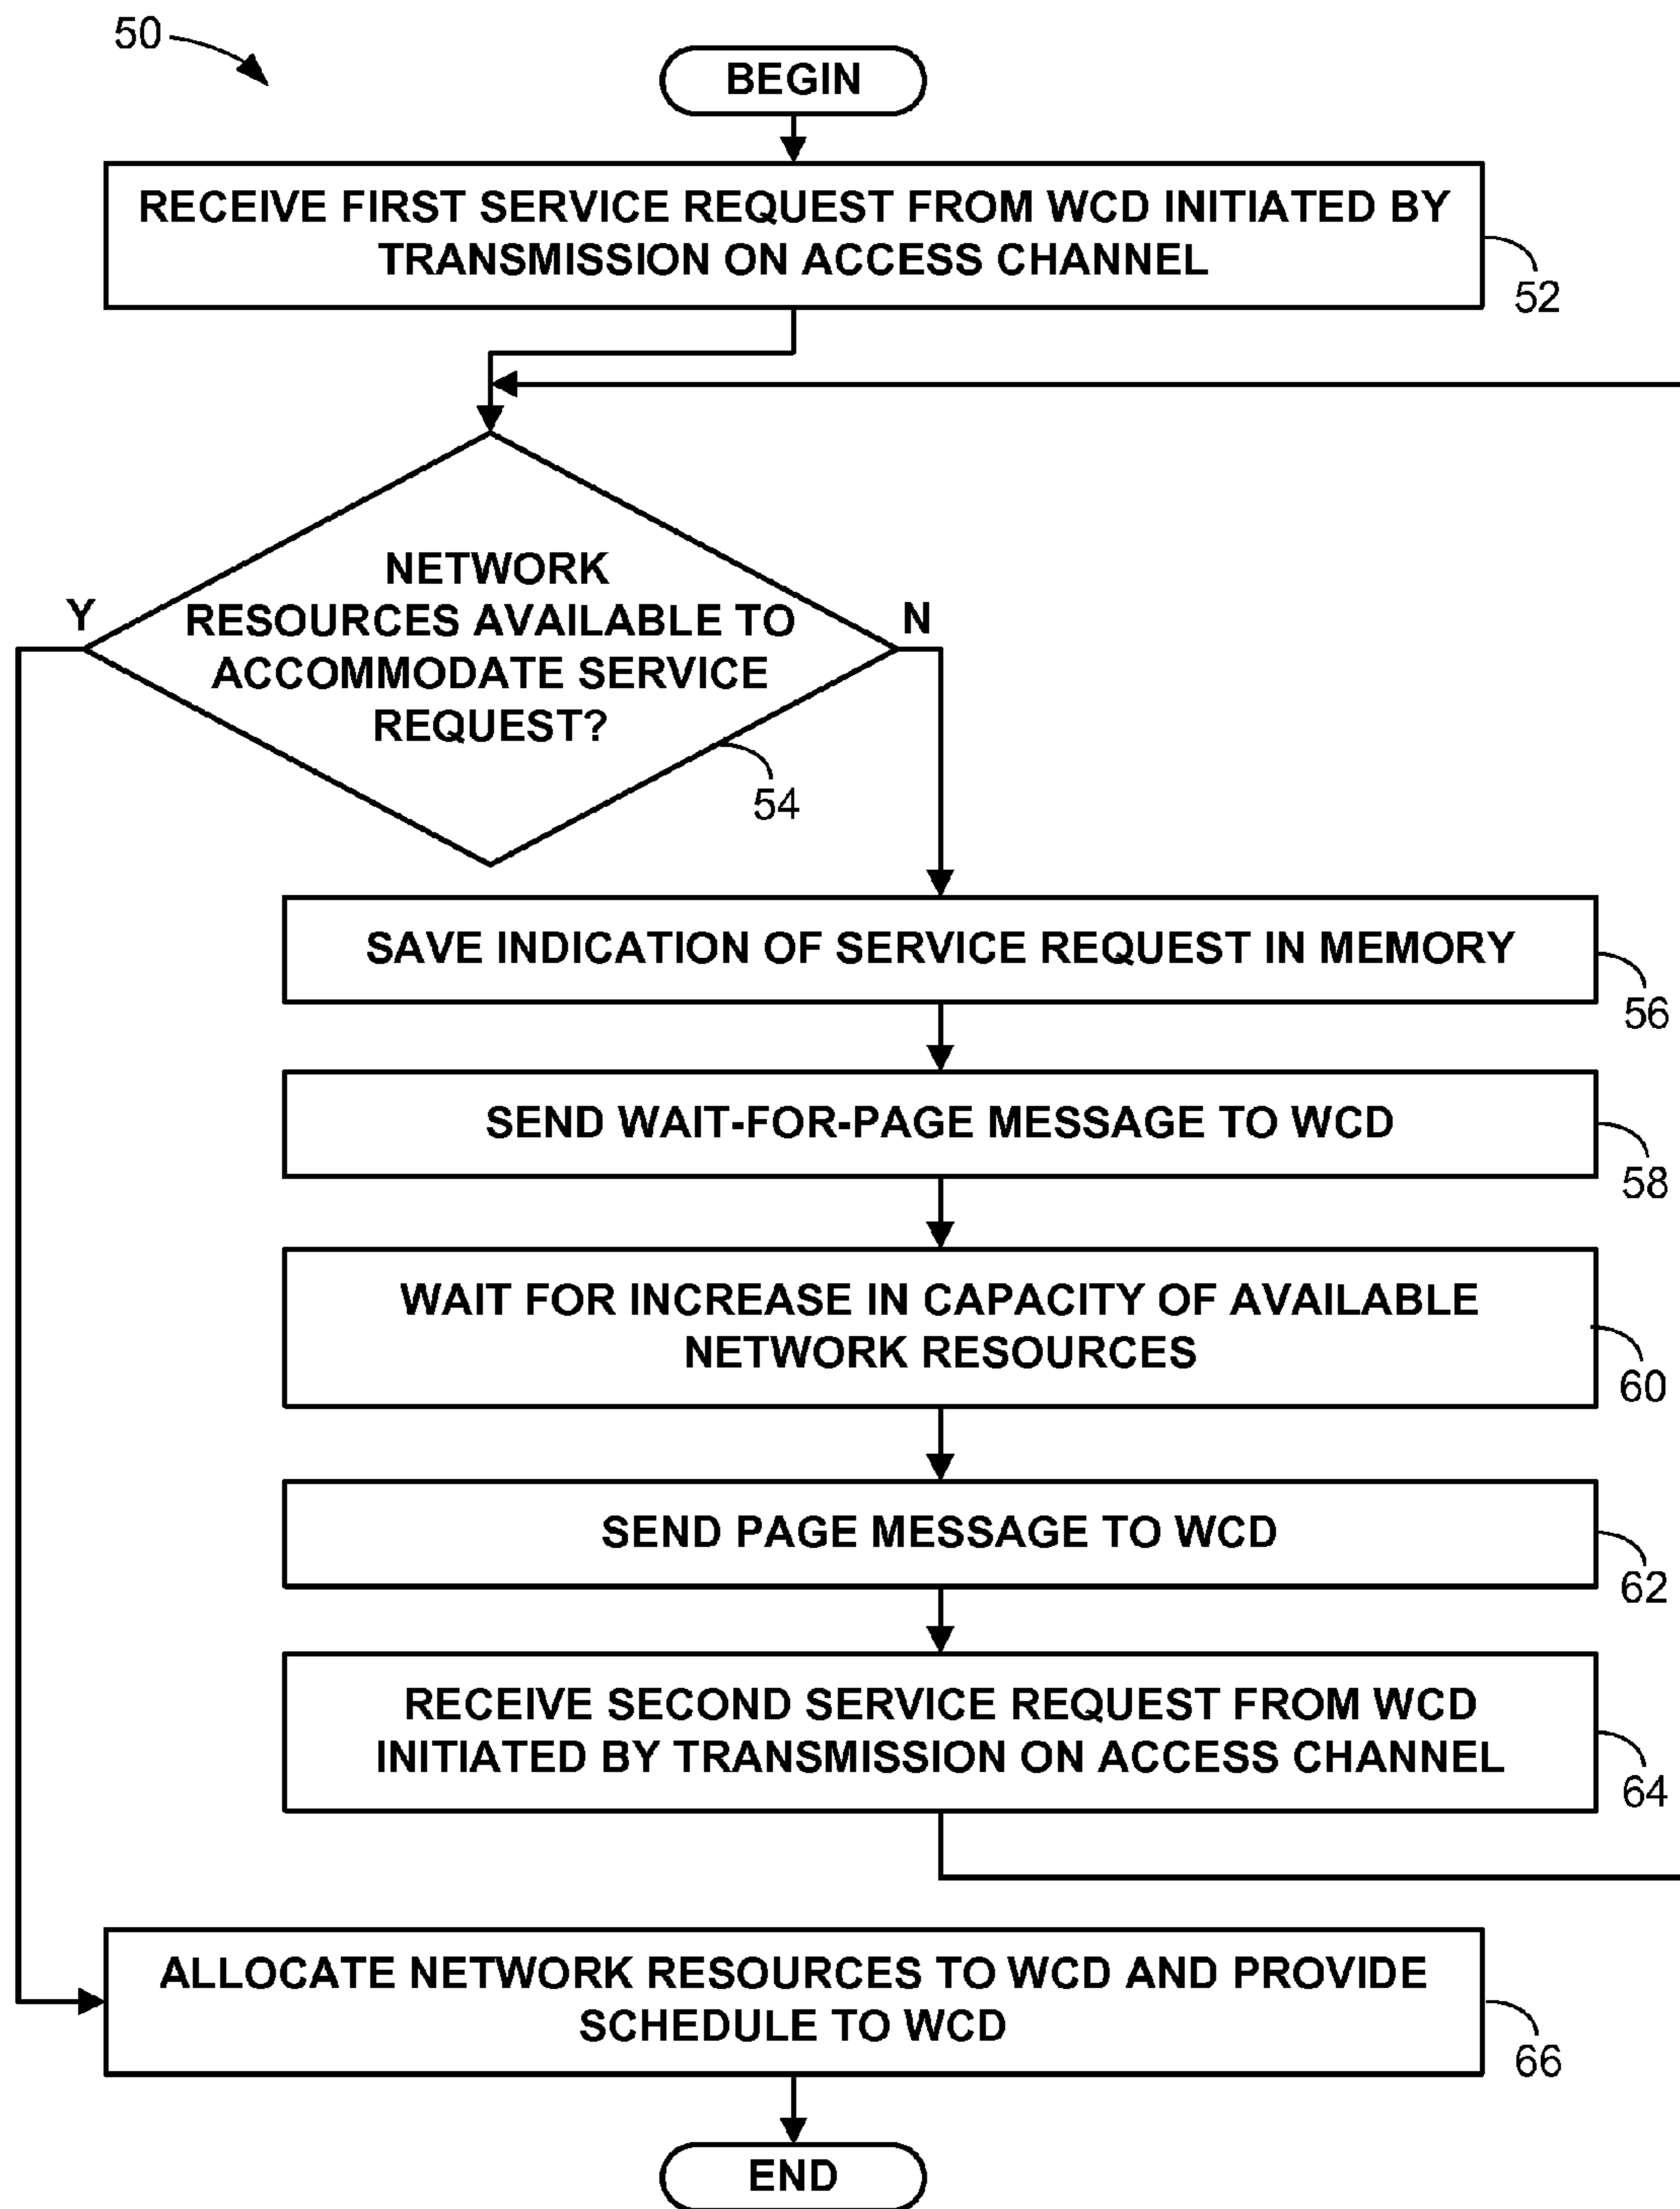 50
BEGIN
RECEIVE FIRST SERVICE REQUEST FROM WCD INITIATED BY
TRANSMISSION ON ACCESS CHANNEL
52
NETWORK
RESOURCES AVAILABLE TO
ACCOMMODATE SERVICE
REQUEST?
Y
N
54
SAVE INDICATION OF SERVICE REQUEST IN MEMORY
56
SEND WAIT-FOR-PAGE MESSAGE TO WCD
58
WAIT FOR INCREASE IN CAPACITY OF AVAILABLE
NETWORK RESOURCES
60
SEND PAGE MESSAGE TO WCD
62
RECEIVE SECOND SERVICE REQUEST FROM WCD
INITIATED BY TRANSMISSION ON ACCESS CHANNEL
64
ALLOCATE NETWORK RESOURCES TO WCD AND PROVIDE
SCHEDULE TO WCD
66
END